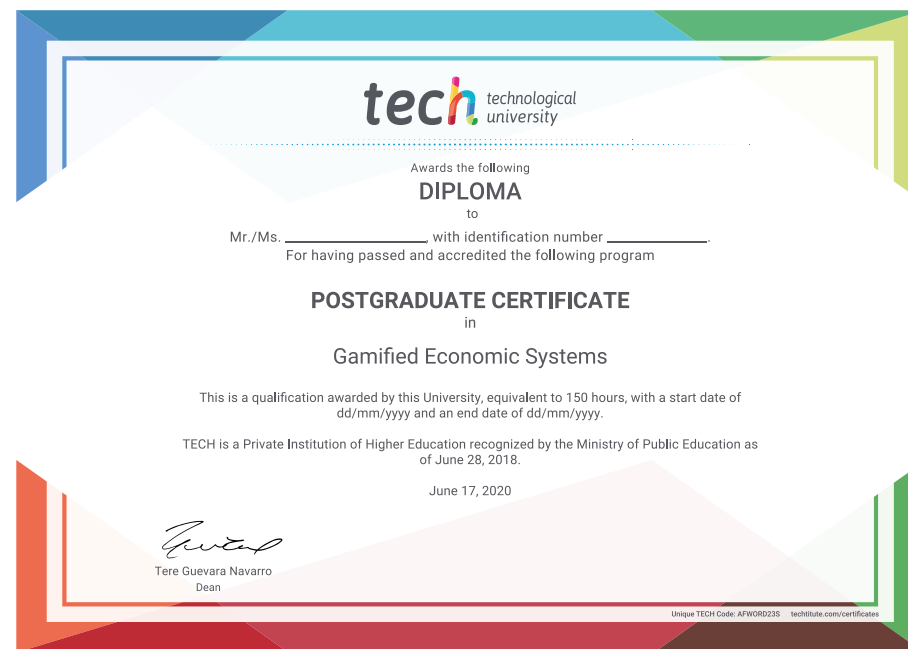 tech technological
university
Awards the following
DIPLOMA
to
Mr./Ms. ____________________, with identification number ______________.
For having passed and accredited the following program
POSTGRADUATE CERTIFICATE
in
Gamified Economic Systems
This is a qualification awarded by this University, equivalent to 150 hours, with a start date of
dd/mm/yyyy and an end date of dd/mm/yyyy.
TECH is a Private Institution of Higher Education recognized by the Ministry of Public Education as
of June 28, 2018.
June 17, 2020
Tere Guevara Navarro
Dean
Unique TECH Code: AFWORD23S techtitute.com/certificates